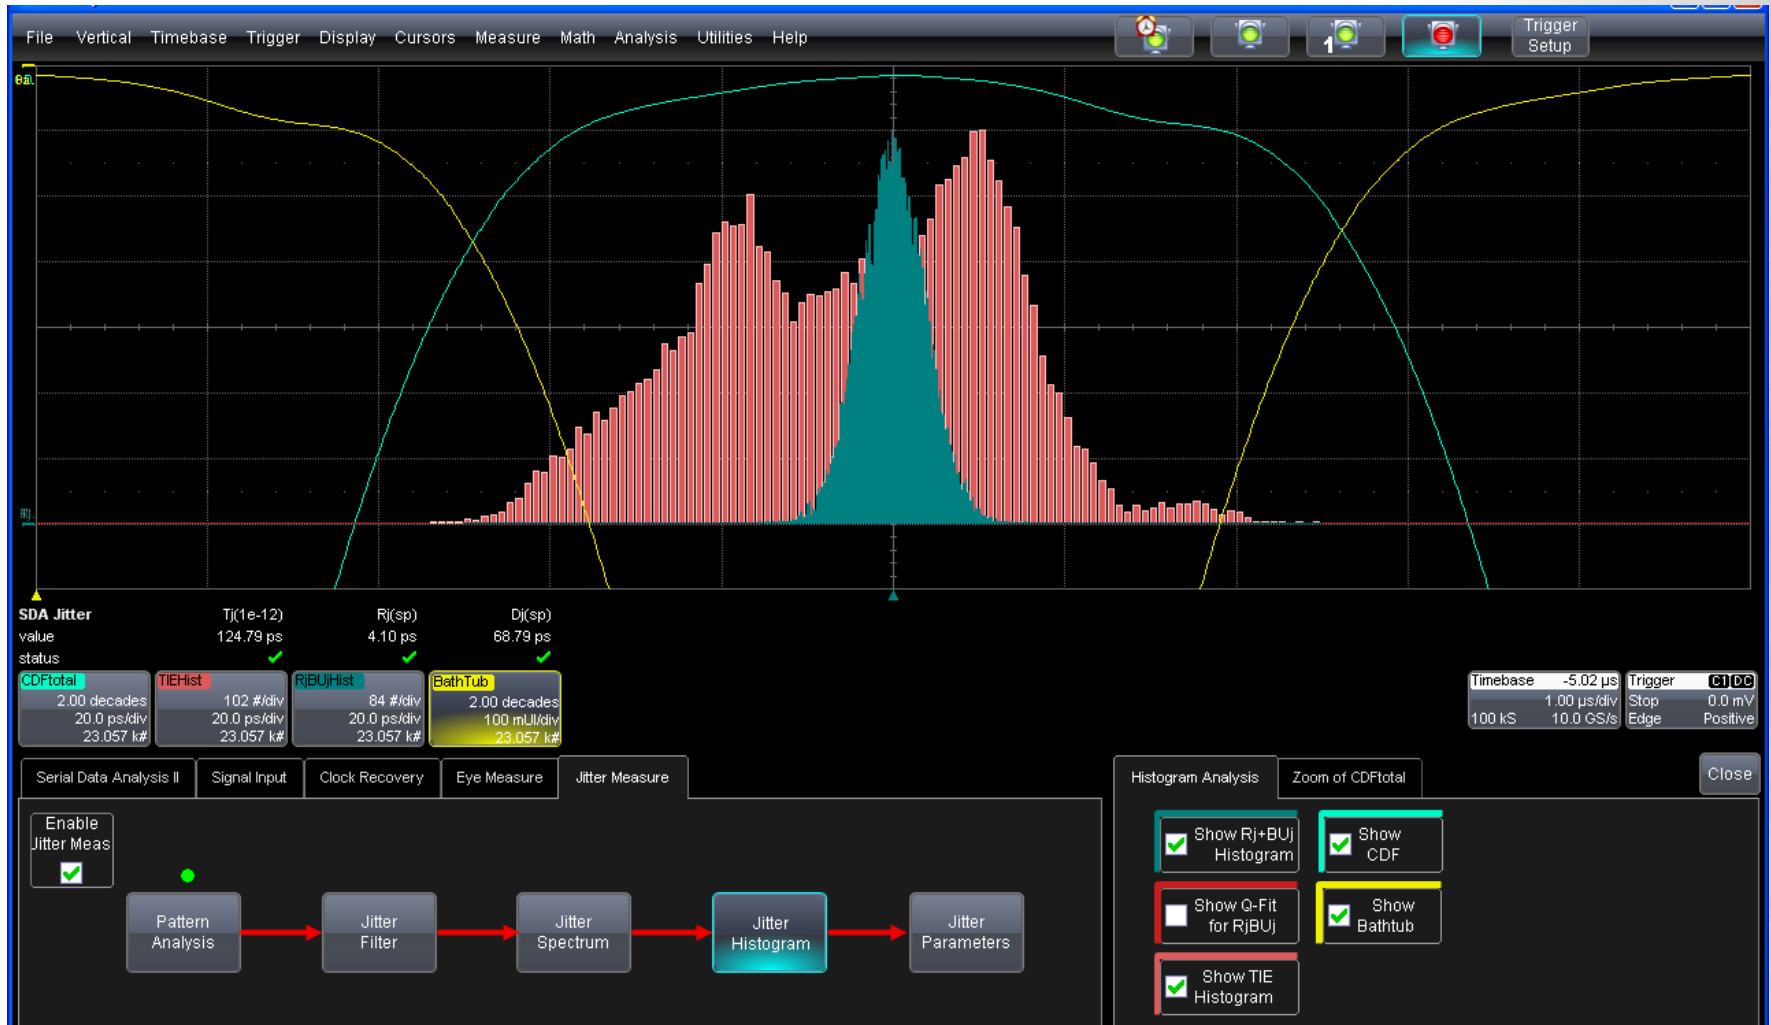 File Vertical Timebase Trigger Display Cursors Measure Math Analysis Utilities Help
1
Trigger
Setup
SDA Jitter Tj(1e-12) Rj(sp) Dj(sp)
value 124.79 ps 4.10 ps 68.79 ps
status
CDFtotal
2.00 decades
20.0 ps/div
23.057 k#
TIEHist
102 #/div
20.0 ps/div
23.057 k#
RjBUjHist
84 #/div
20.0 ps/div
23.057 k#
BathTub
2.00 decades
100 mUI/div
23.057 k#
Timebase -5.02 µs
1.00 µs/div
100 kS 10.0 GS/s
Trigger C1 DC
Stop 0.0 mV
Edge Positive
Serial Data Analysis II Signal Input Clock Recovery Eye Measure Jitter Measure
Histogram Analysis Zoom of CDFtotal
Close
Enable
Jitter Meas
Pattern
Analysis
Jitter
Filter
Jitter
Spectrum
Jitter
Histogram
Jitter
Parameters
Show Rj+BUj
Histogram
Show
CDF
Show Q-Fit
for RjBUj
Show
Bathtub
Show TIE
Histogram